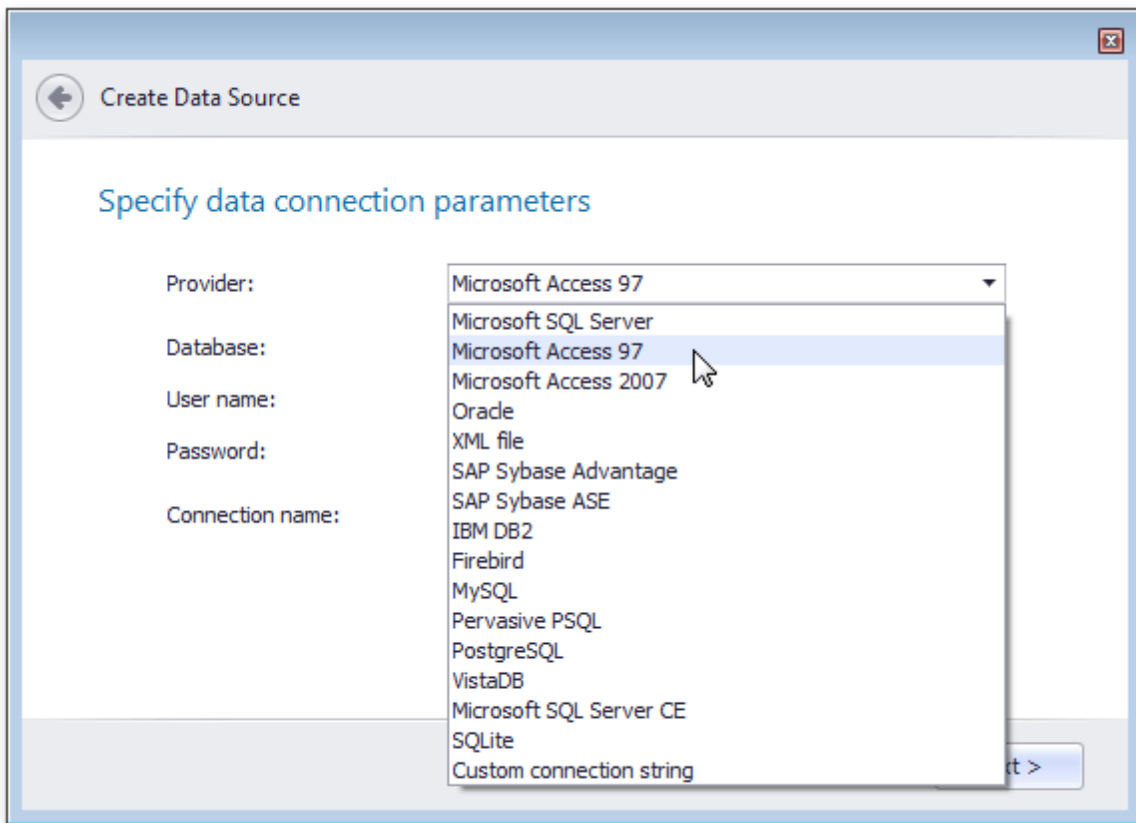 Create Data Source
Specify data connection parameters
Provider:
Microsoft Access 97
Microsoft SQL Server
Database:
Microsoft Access 97
Microsoft Access 2007
User name:
Oracle
XML file
Password:
SAP Sybase Advantage
SAP Sybase ASE
Connection name:
IBM DB2
Firebird
MySQL
Pervasive PSQL
PostgreSQL
VistaDB
Microsoft SQL Server CE
SQLite
Custom connection string